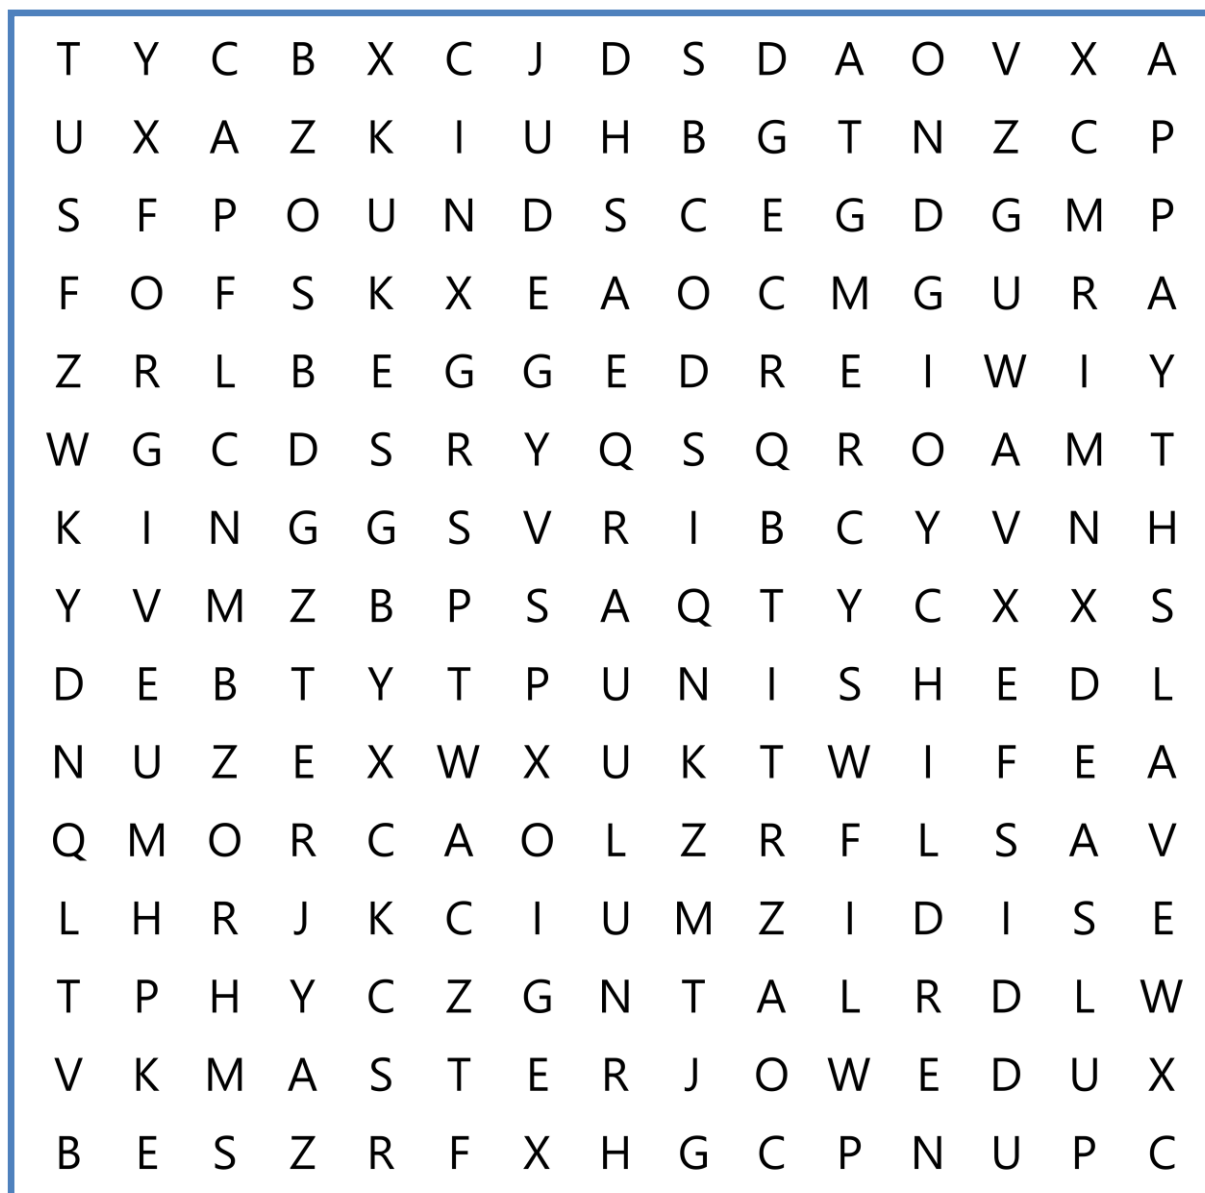 T Y C B X C J D S D A O V X A
U X A Z K I U H B G T N Z C P
S F P O U N D S C E G D G M P
F O F S K X E A O C M G U R A
Z R L B E G G E D R E I W I Y
W G C D S R Y Q S Q R O A M T
K I N G G S V R I B C Y V N H
Y V M Z B P S A Q T Y C X X S
D E B T Y T P U N I S H E D L
N U Z E X W X U K T W I F E A
Q M O R C A O L Z R F L S A V
L H R J K C I U M Z I D I S E
T P H Y C Z G N T A L R D L W
V K M A S T E R J O W E D U X
B E S Z R F X H G C P N U P C